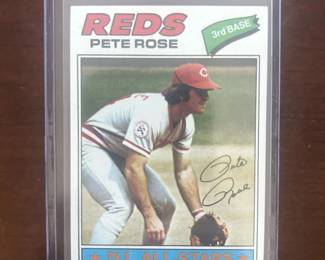 REDS
PETE ROSE
3rd BASE
Pete
Rose
★ N.L. ALL-STARS ★